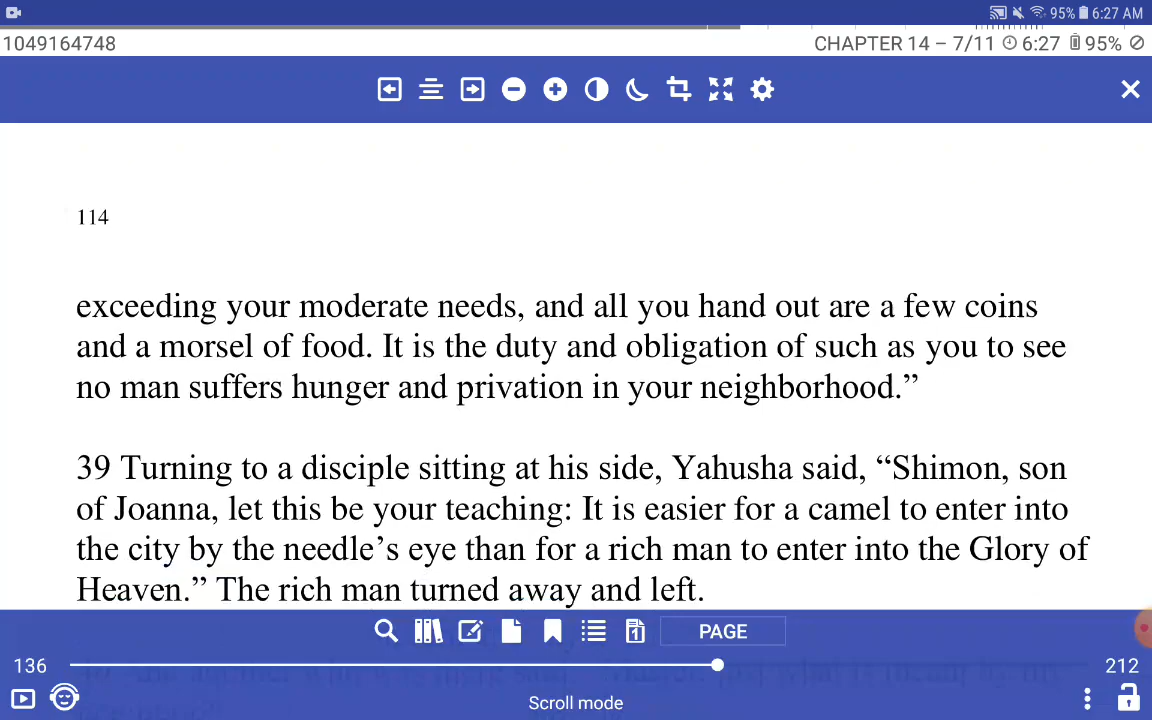 95% 6:27 AM
1049164748 CHAPTER 14 – 7/11 6:27 95%
114
exceeding your moderate needs, and all you hand out are a few coins
and a morsel of food. It is the duty and obligation of such as you to see
no man suffers hunger and privation in your neighborhood.”
39 Turning to a disciple sitting at his side, Yahusha said, “Shimon, son
of Joanna, let this be your teaching: It is easier for a camel to enter into
the city by the needle’s eye than for a rich man to enter into the Glory of
Heaven.” The rich man turned away and left.
1 PAGE
136 212
Scroll mode